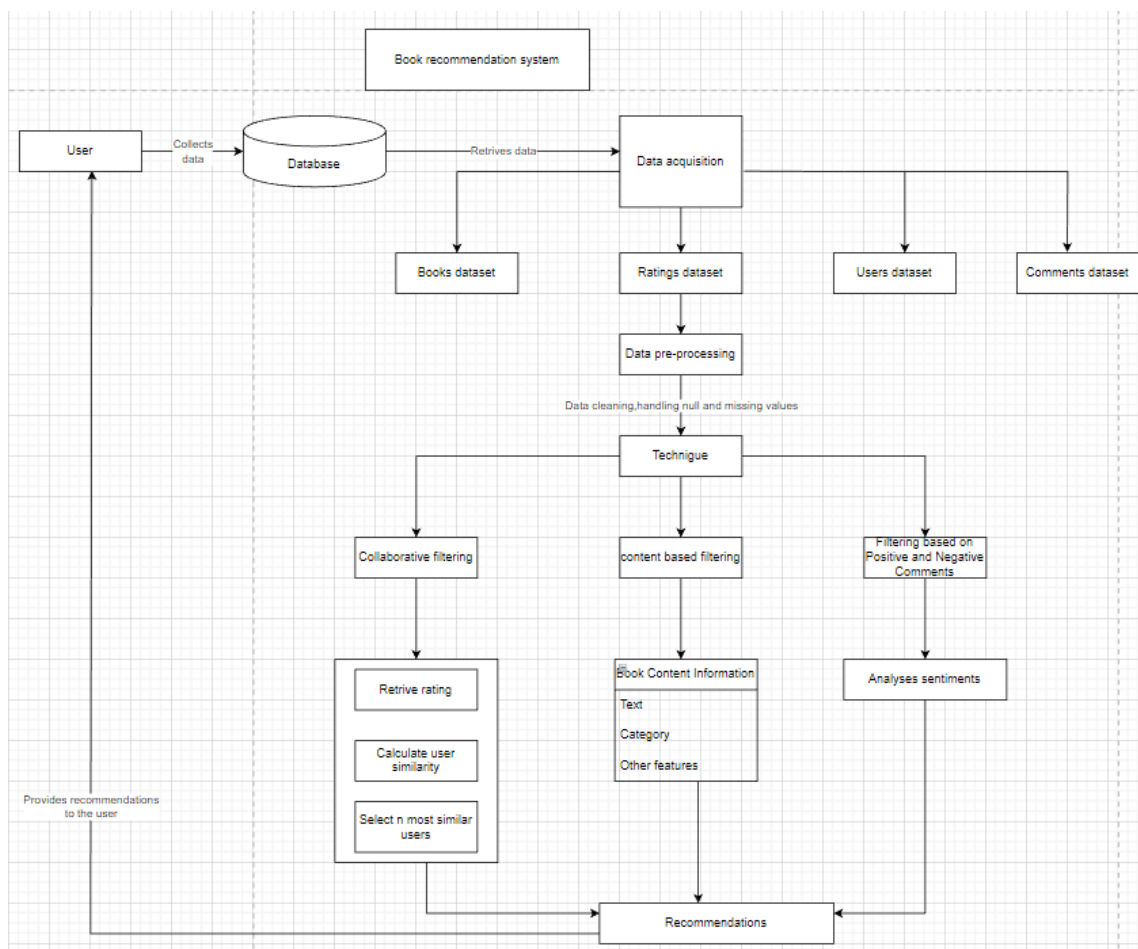 Book recommendation system
User
Collects
data
Database
Retrives data
Data acquisition
Books dataset
Ratings dataset
Users dataset
Comments dataset
Data pre-processing
Data cleaning,handling null and missing values
Technigue
Collaborative filtering
content based filtering
Filtering based on
Positive and Negative
Comments
Retrive rating
Calculate user
similarity
Select n most similar
users
Book Content Information
Text
Category
Other features
Analyses sentiments
Provides recommendations
to the user
Recommendations